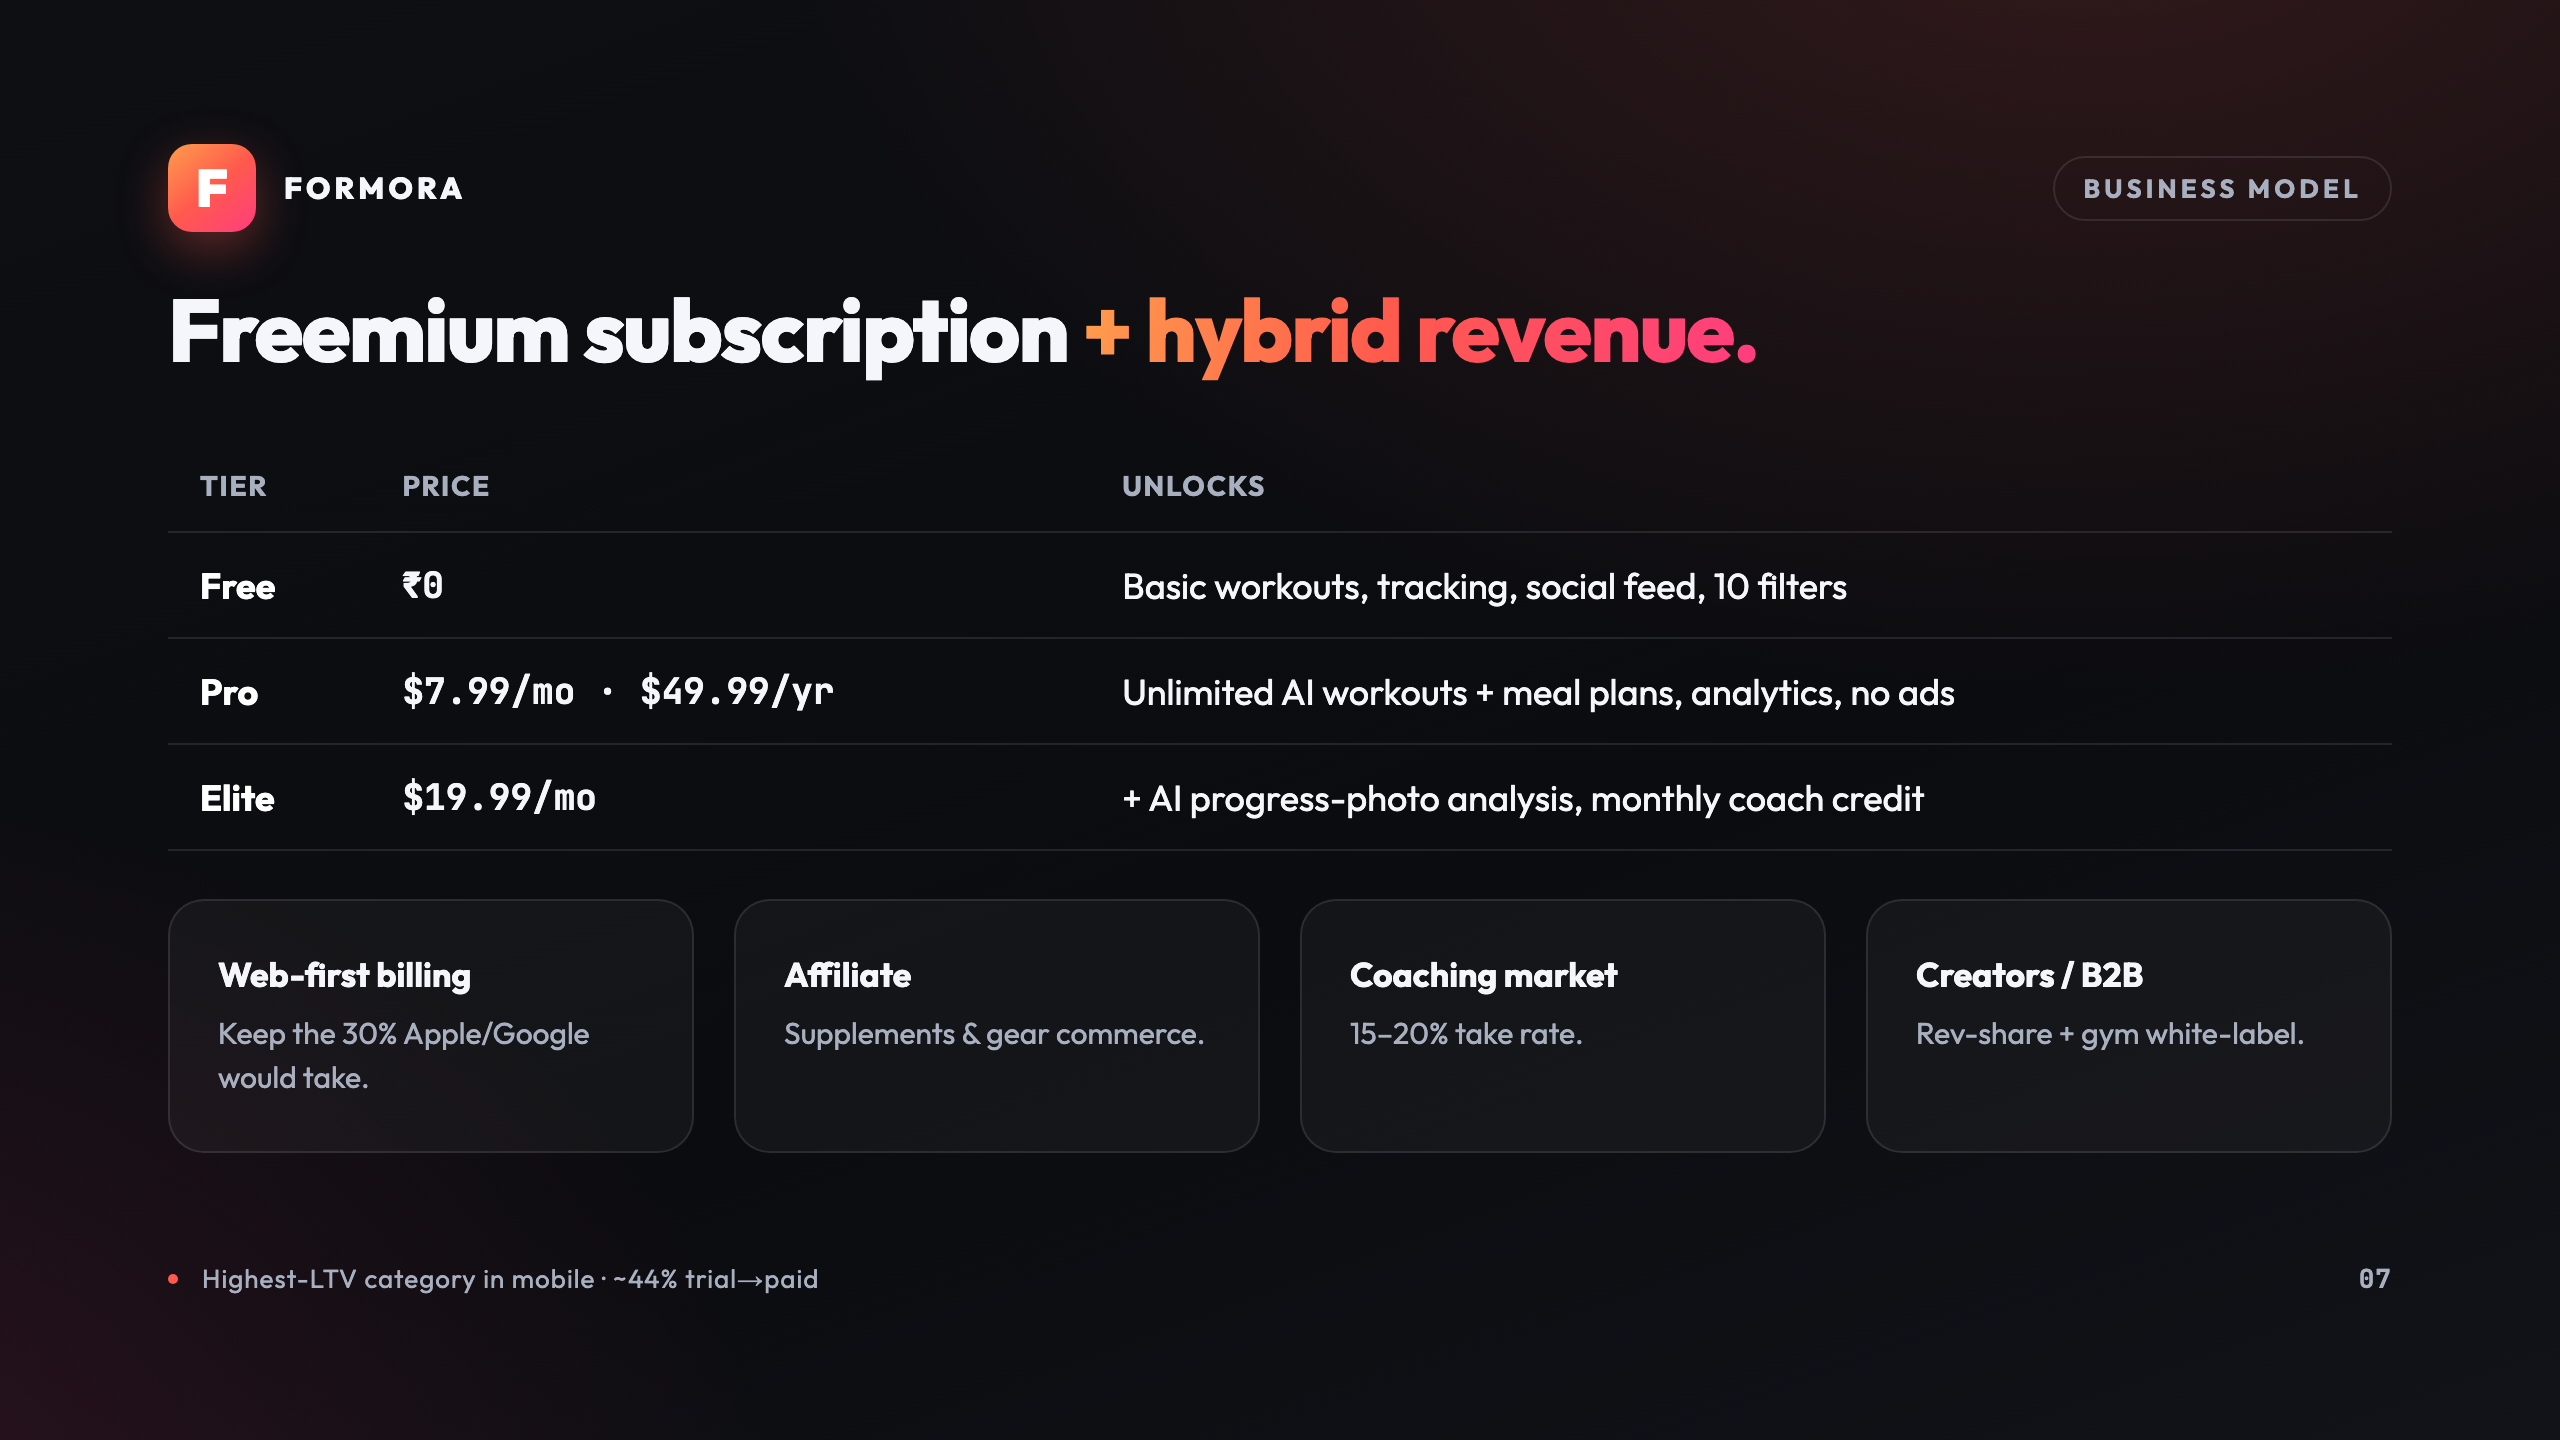 F FORMORA
BUSINESS MODEL
Freemium subscription + hybrid revenue.
TIER PRICE UNLOCKS
Free ₹0 Basic workouts, tracking, social feed, 10 filters
Pro $7.99/mo · $49.99/yr Unlimited AI workouts + meal plans, analytics, no ads
Elite $19.99/mo + AI progress-photo analysis, monthly coach credit
Web-first billing
Keep the 30% Apple/Google
would take.
Affiliate
Supplements & gear commerce.
Coaching market
15–20% take rate.
Creators / B2B
Rev-share + gym white-label.
Highest-LTV category in mobile · ~44% trial→paid
07